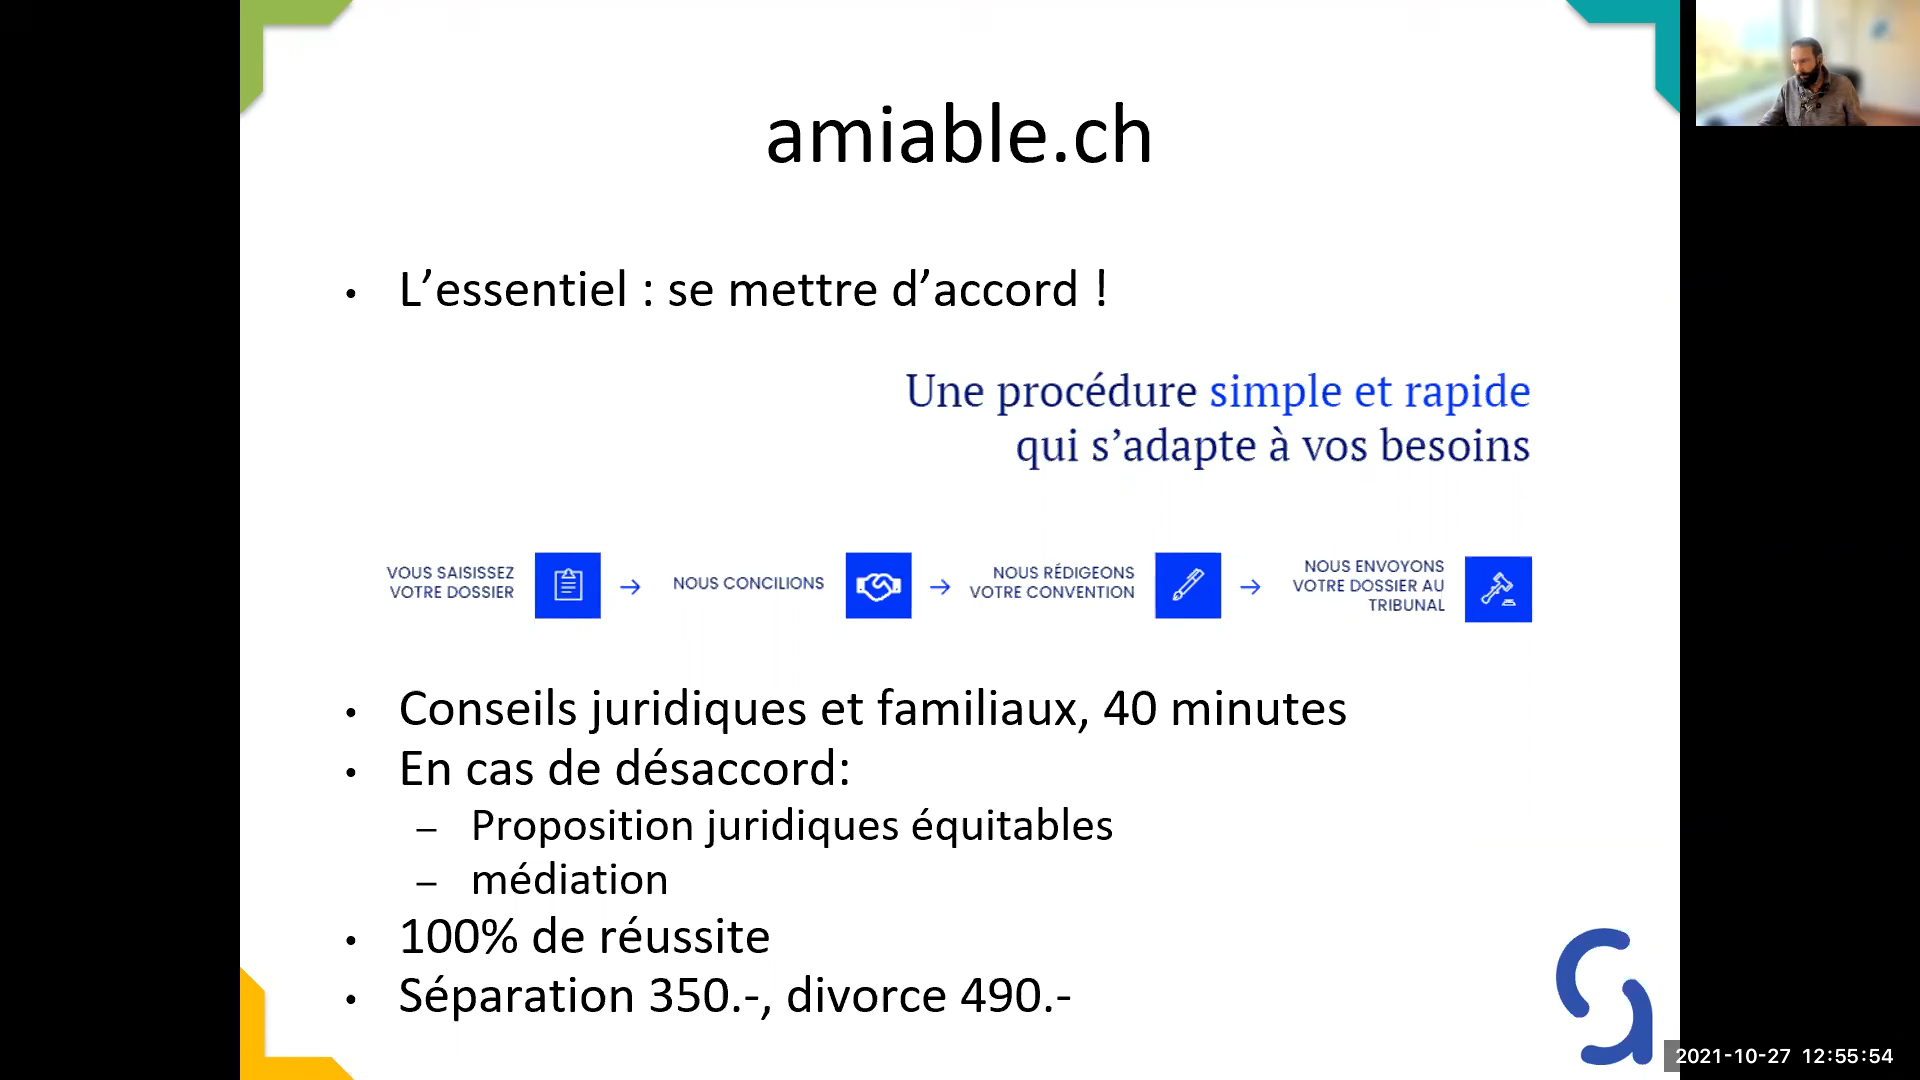 amiable.ch
• L’essentiel : se mettre d’accord !
Une procédure simple et rapide
qui s’adapte à vos besoins
VOUS SAISISSEZ
VOTRE DOSSIER
NOUS CONCILIONS
NOUS RÉDIGEONS
VOTRE CONVENTION
NOUS ENVOYONS
VOTRE DOSSIER AU
TRIBUNAL
• Conseils juridiques et familiaux, 40 minutes
• En cas de désaccord:
– Proposition juridiques équitables
– médiation
• 100% de réussite
• Séparation 350.-, divorce 490.-
2021-10-27 12:55:54